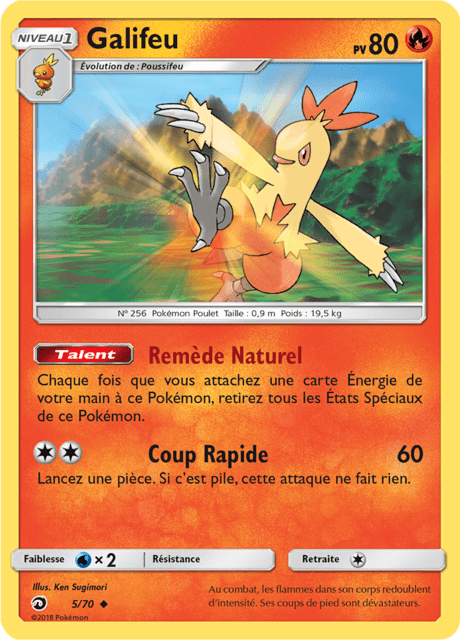 NIVEAU 1
Galifeu
PV 80
Évolution de : Poussifeu
N° 256 Pokémon Poulet Taille : 0,9 m Poids : 19,5 kg
Talent Remède Naturel
Chaque fois que vous attachez une carte Énergie de
votre main à ce Pokémon, retirez tous les États Spéciaux
de ce Pokémon.
Coup Rapide 60
Lancez une pièce. Si c'est pile, cette attaque ne fait rien.
Faiblesse × 2 Résistance Retraite
Illus. Ken Sugimori
5/70
©2018 Pokémon
Au combat, les flammes dans son corps redoublent
d'intensité. Ses coups de pied sont dévastateurs.